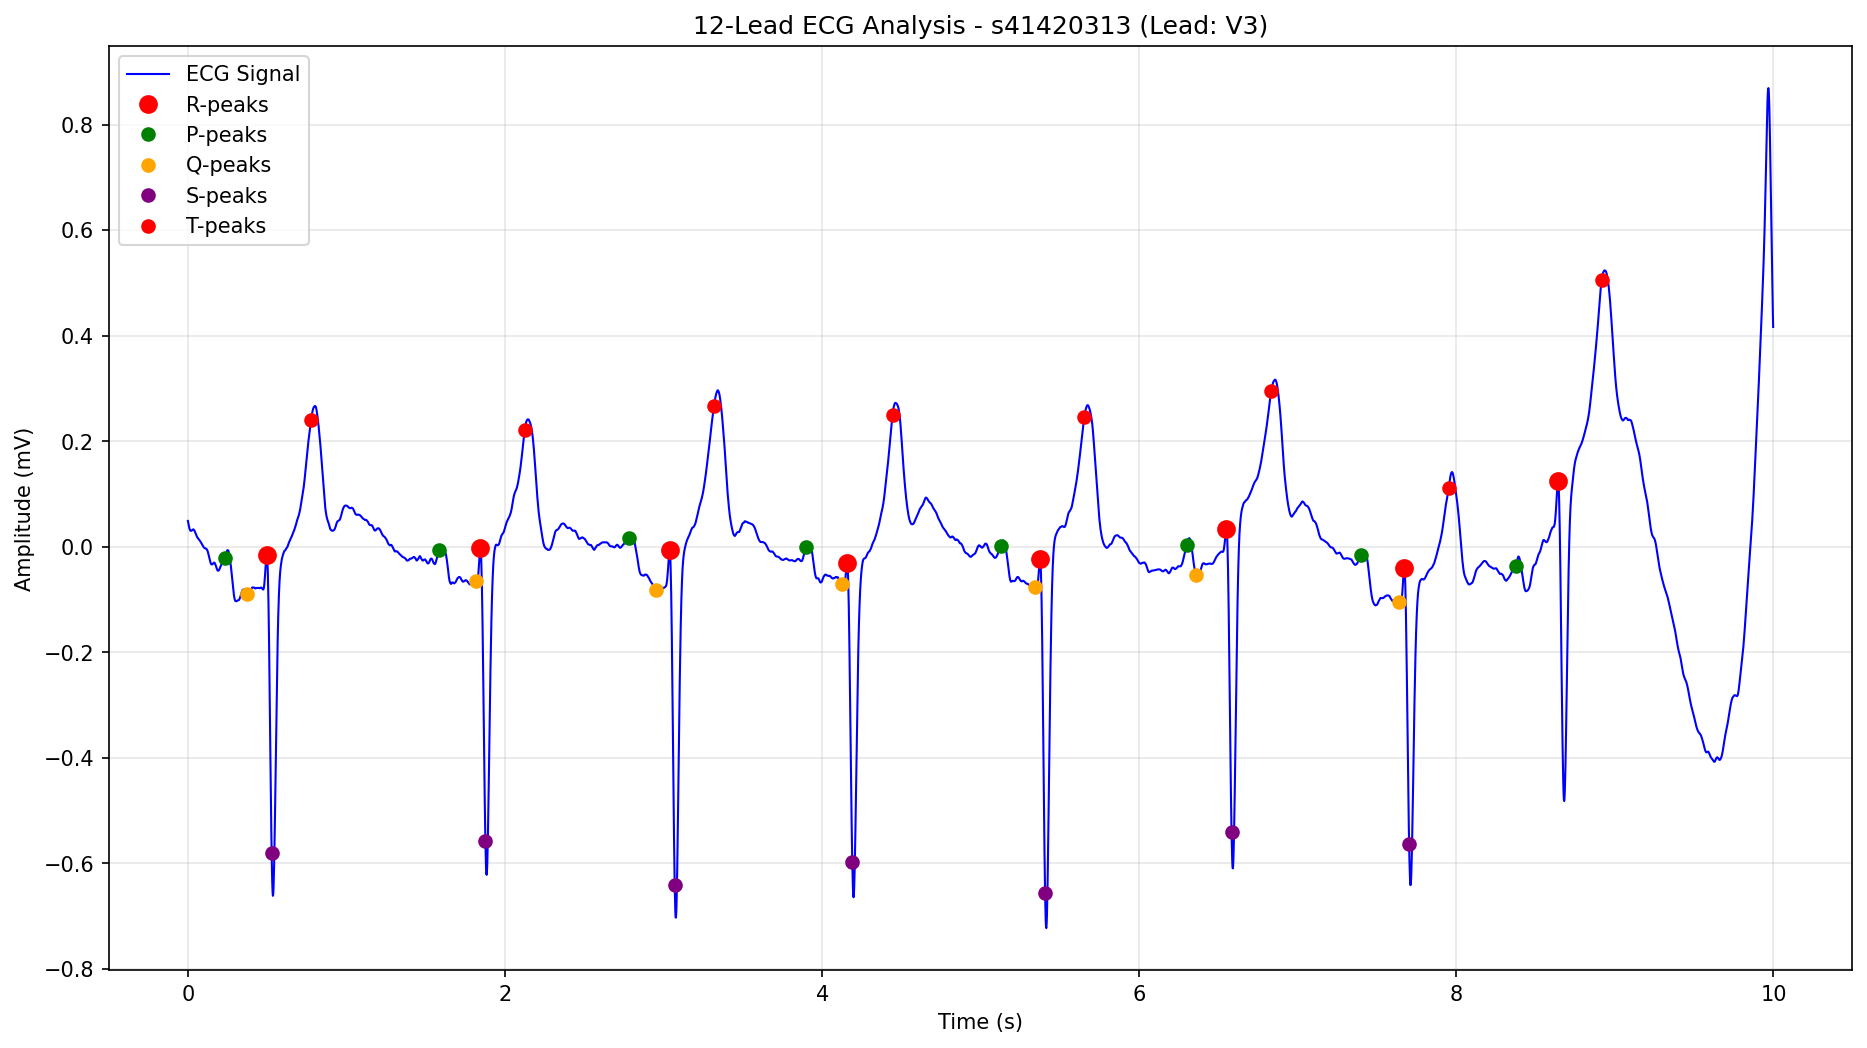 12-Lead ECG Analysis - s41420313 (Lead: V3)
ECG Signal
R-peaks
P-peaks
Q-peaks
S-peaks
T-peaks
Amplitude (mV)
0.8
0.6
0.4
0.2
0.0
−0.2
−0.4
−0.6
−0.8
0 2 4 6 8 10
Time (s)